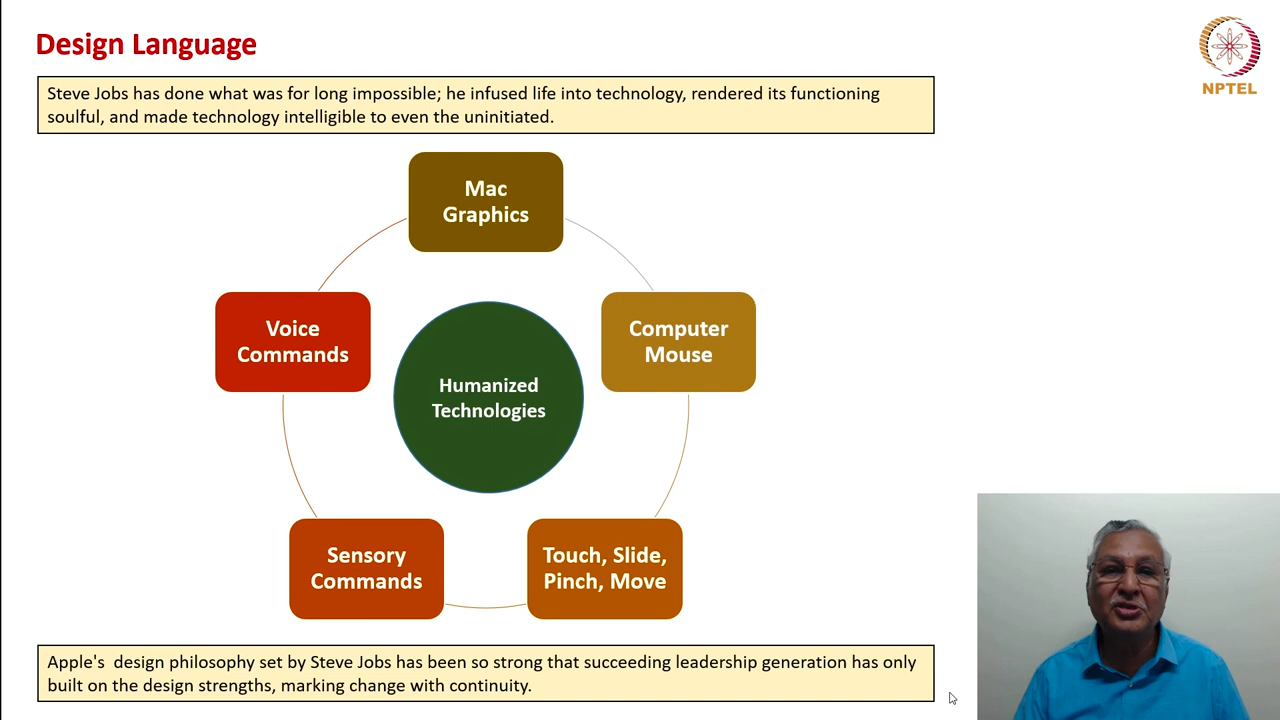 Design Language
NPTEL
Steve Jobs has done what was for long impossible; he infused life into technology, rendered its functioning
soulful, and made technology intelligible to even the uninitiated.
Mac
Graphics
Voice
Commands
Computer
Mouse
Humanized
Technologies
Sensory
Commands
Touch, Slide,
Pinch, Move
Apple's  design philosophy set by Steve Jobs has been so strong that succeeding leadership generation has only
built on the design strengths, marking change with continuity.